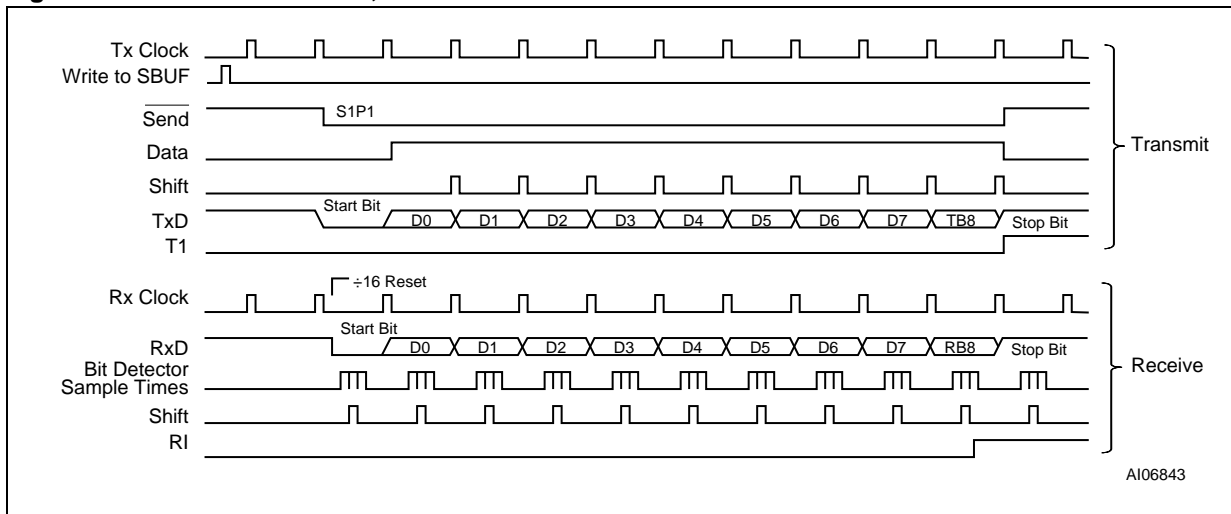 Tx Clock
Write to SBUF
Send
S1P1
Data
Transmit
Shift
Start Bit
TxD
D0 D1 D2 D3 D4 D5 D6 D7 TB8
Stop Bit
T1
÷16 Reset
Rx Clock
Start Bit
RxD
D0 D1 D2 D3 D4 D5 D6 D7 RB8
Stop Bit
Bit Detector
Sample Times
Receive
Shift
RI
AI06843